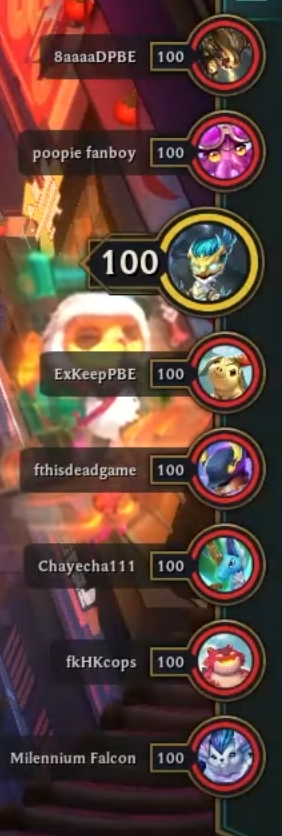 8aaaaDPBE 100
poopie fanboy 100
100
ExKeepPBE 100
fthisdeadgame 100
Chayecha111 100
fkHKcops 100
Milennium Falcon 100